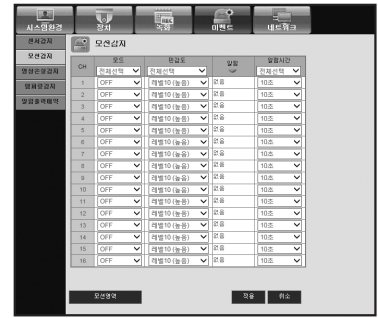 시스템환경 장치 녹화 이벤트 네트워크
센서감지
모션감지
영상손실감지
알람출력예약
모션감지
CH 모드 민감도 알람 알람시간
전체선택 전체선택 전체선택
1 OFF 레벨10 (높음) 없음 10초
2 OFF 레벨10 (높음) 없음 10초
3 OFF 레벨10 (높음) 없음 10초
4 OFF 레벨10 (높음) 없음 10초
5 OFF 레벨10 (높음) 없음 10초
6 OFF 레벨10 (높음) 없음 10초
7 OFF 레벨10 (높음) 없음 10초
8 OFF 레벨10 (높음) 없음 10초
9 OFF 레벨10 (높음) 없음 10초
10 OFF 레벨10 (높음) 없음 10초
11 OFF 레벨10 (높음) 없음 10초
12 OFF 레벨10 (높음) 없음 10초
13 OFF 레벨10 (높음) 없음 10초
14 OFF 레벨10 (높음) 없음 10초
15 OFF 레벨10 (높음) 없음 10초
16 OFF 레벨10 (높음) 없음 10초
모션영역 적용 취소